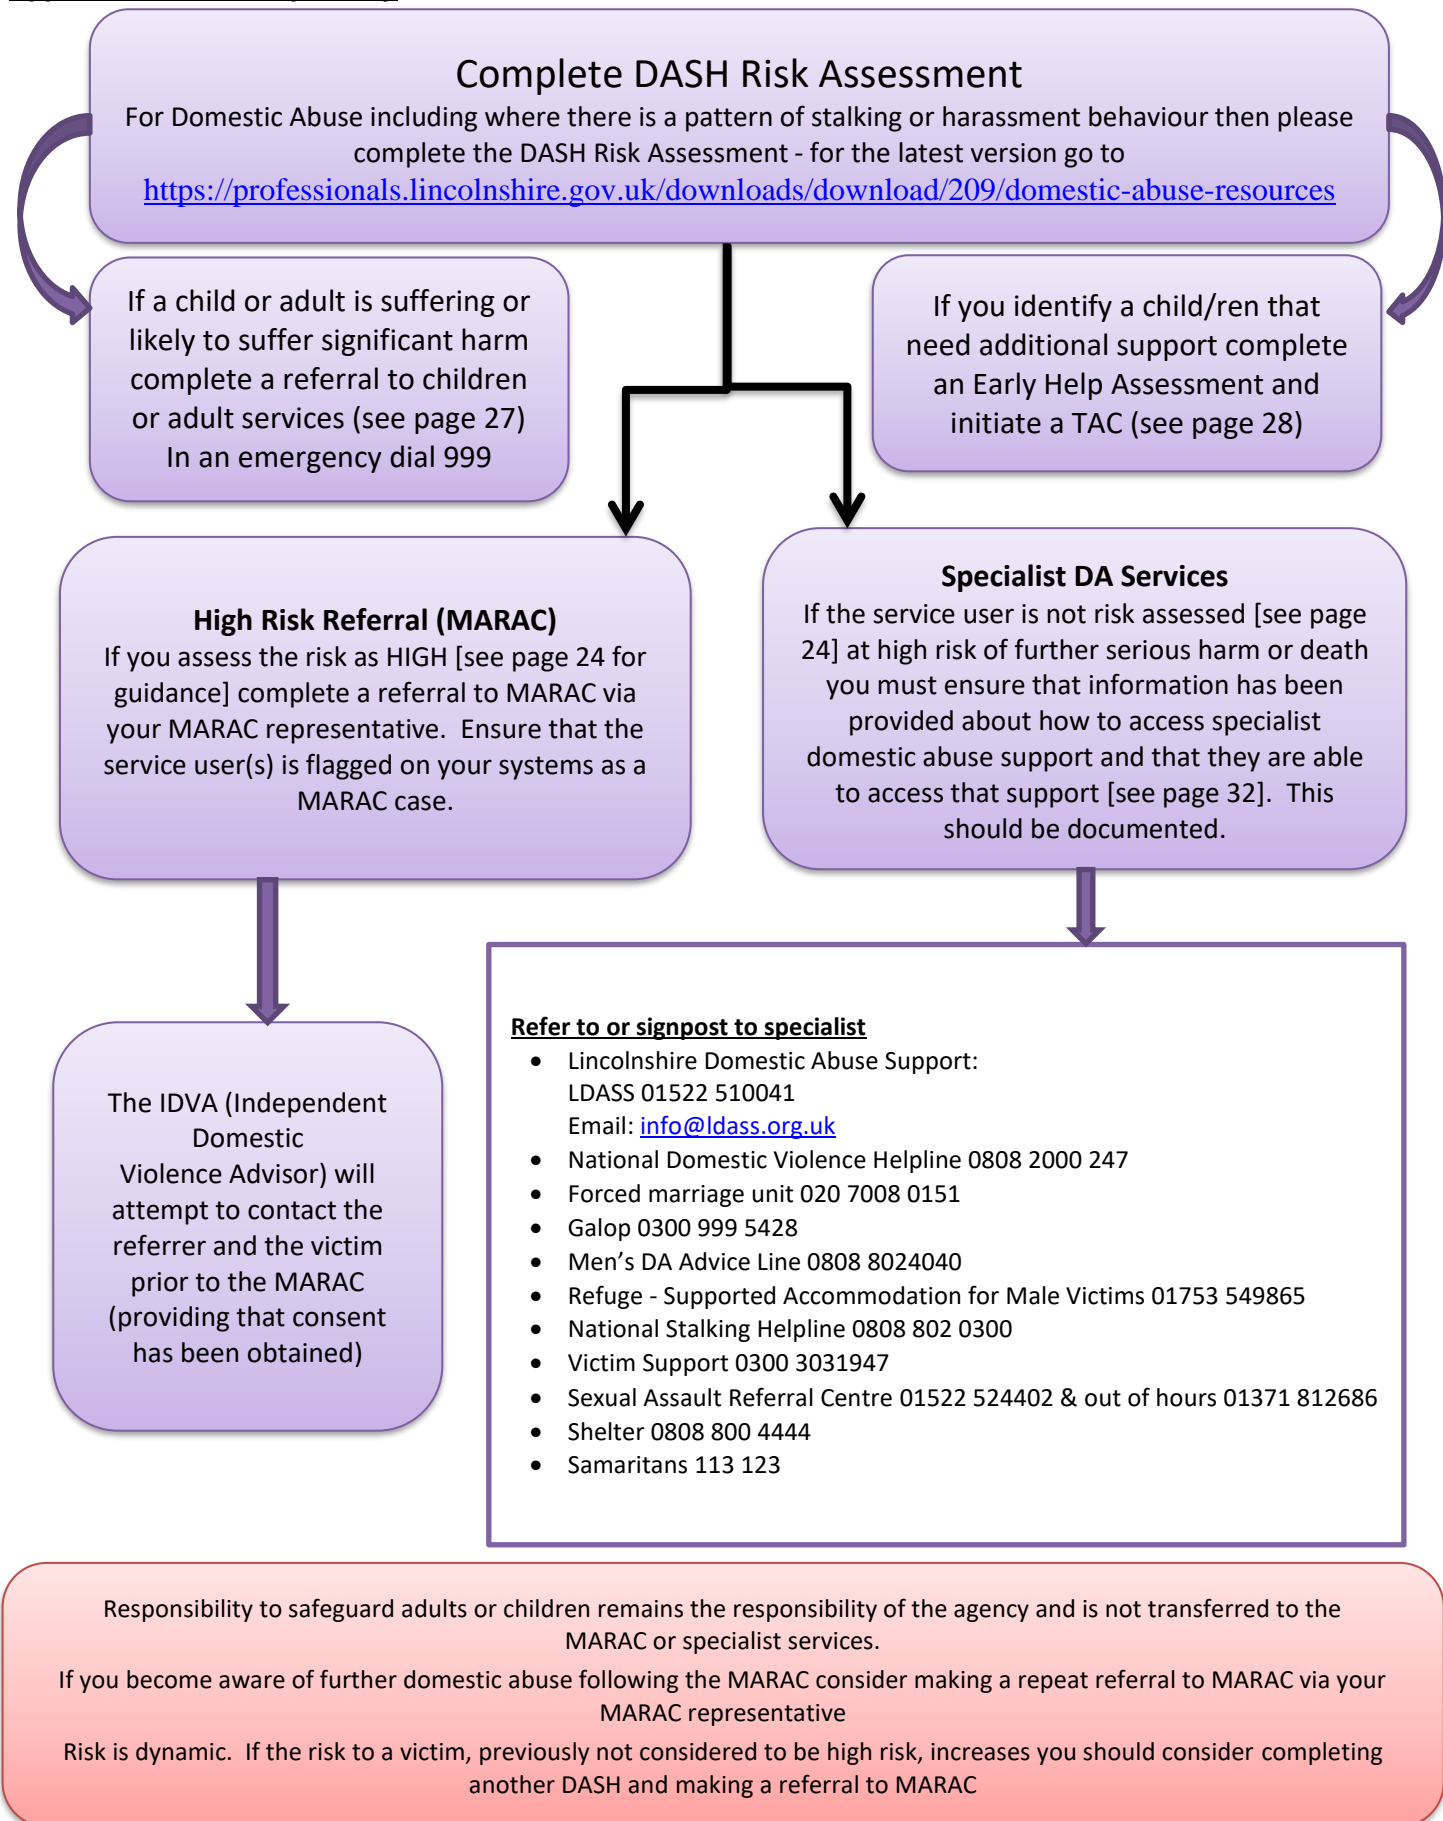 Complete DASH Risk Assessment
For Domestic Abuse including where there is a pattern of stalking or harassment behaviour then please
complete the DASH Risk Assessment - for the latest version go to
https://professionals.lincolnshire.gov.uk/downloads/download/209/domestic-abuse-resources
If a child or adult is suffering or
likely to suffer significant harm
complete a referral to children
or adult services (see page 27)
In an emergency dial 999
If you identify a child/ren that
need additional support complete
an Early Help Assessment and
initiate a TAC (see page 28)
High Risk Referral (MARAC)
If you assess the risk as HIGH [see page 24 for
guidance] complete a referral to MARAC via
your MARAC representative.  Ensure that the
service user(s) is flagged on your systems as a
MARAC case.
Specialist DA Services
If the service user is not risk assessed [see page
24] at high risk of further serious harm or death
you must ensure that information has been
provided about how to access specialist
domestic abuse support and that they are able
to access that support [see page 32].  This
should be documented.
The IDVA (Independent
Domestic
Violence Advisor) will
attempt to contact the
referrer and the victim
prior to the MARAC
(providing that consent
has been obtained)
Refer to or signpost to specialist
• Lincolnshire Domestic Abuse Support:
LDASS 01522 510041
Email: info@ldass.org.uk
• National Domestic Violence Helpline 0808 2000 247
• Forced marriage unit 020 7008 0151
• Galop 0300 999 5428
• Men’s DA Advice Line 0808 8024040
• Refuge - Supported Accommodation for Male Victims 01753 549865
• National Stalking Helpline 0808 802 0300
• Victim Support 0300 3031947
• Sexual Assault Referral Centre 01522 524402 & out of hours 01371 812686
• Shelter 0808 800 4444
• Samaritans 113 123
Responsibility to safeguard adults or children remains the responsibility of the agency and is not transferred to the
MARAC or specialist services.
If you become aware of further domestic abuse following the MARAC consider making a repeat referral to MARAC via your
MARAC representative
Risk is dynamic.  If the risk to a victim, previously not considered to be high risk, increases you should consider completing
another DASH and making a referral to MARAC